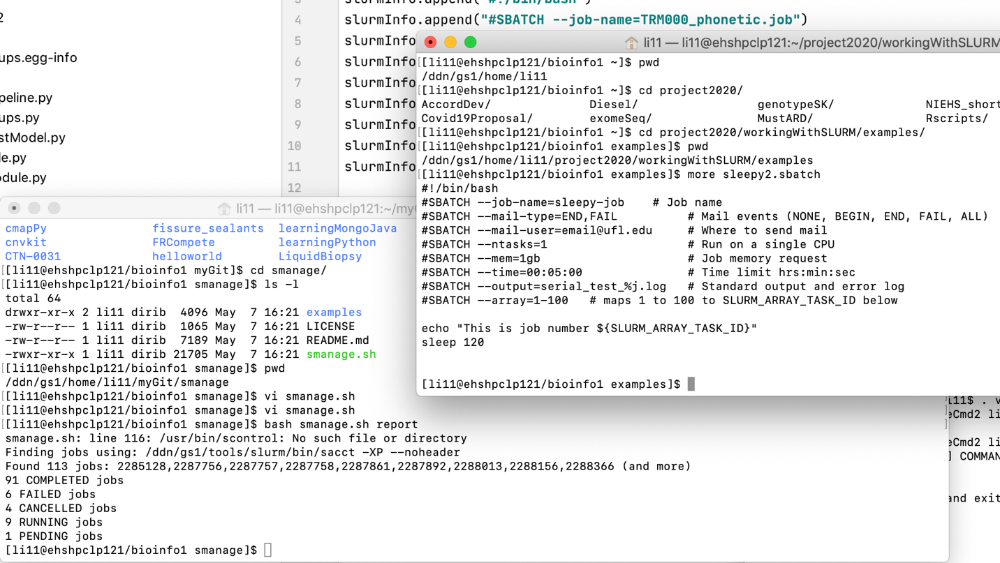 2
ups.egg-info
peline.py
ups.py
stModel.py
le.py
odule.py
3 slurmInfo.append("#!/bin/bash")
4 slurmInfo.append("#SBATCH --job-name=TRM000_phonetic.job")
5 slurmInfo
6 slurmInfo
7 slurmInfo
8 slurmInfo
9 slurmInfo
10 slurmInfo
11 slurmInfo
12
li11 — li11@ehshpclp121:~/project2020/workingWithSLURM
[[li11@ehshpclp121/bioinfo1 ~]$ pwd
/ddn/gs1/home/li11
[[li11@ehshpclp121/bioinfo1 ~]$ cd project2020/
AccordDev/ Diesel/ genotypeSK/ NIEHS_short
Covid19Proposal/ exomeSeq/ MustARD/ Rscripts/
[[li11@ehshpclp121/bioinfo1 ~]$ cd project2020/workingWithSLURM/examples/
[[li11@ehshpclp121/bioinfo1 examples]$ pwd
/ddn/gs1/home/li11/project2020/workingWithSLURM/examples
[[li11@ehshpclp121/bioinfo1 examples]$ more sleepy2.sbatch
#!/bin/bash
#SBATCH --job-name=sleepy-job # Job name
#SBATCH --mail-type=END,FAIL # Mail events (NONE, BEGIN, END, FAIL, ALL)
#SBATCH --mail-user=email@ufl.edu # Where to send mail
#SBATCH --ntasks=1 # Run on a single CPU
#SBATCH --mem=1gb # Job memory request
#SBATCH --time=00:05:00 # Time limit hrs:min:sec
#SBATCH --output=serial_test_%j.log # Standard output and error log
#SBATCH --array=1-100 # maps 1 to 100 to SLURM_ARRAY_TASK_ID below
echo "This is job number ${SLURM_ARRAY_TASK_ID}"
sleep 120
[li11@ehshpclp121/bioinfo1 examples]$
li11 — li11@ehshpclp121:~/my
cmapPy fissure_sealants learningMongoJava
cnvkit FRCompete learningPython
CTN-0031 helloworld LiquidBiopsy
[[li11@ehshpclp121/bioinfo1 myGit]$ cd smanage/
[[li11@ehshpclp121/bioinfo1 smanage]$ ls -l
total 64
drwxr-xr-x 2 li11 dirib 4096 May 7 16:21 examples
-rw-r--r-- 1 li11 dirib 1065 May 7 16:21 LICENSE
-rw-r--r-- 1 li11 dirib 7189 May 7 16:21 README.md
-rwxr-xr-x 1 li11 dirib 21705 May 7 16:21 smanage.sh
[[li11@ehshpclp121/bioinfo1 smanage]$ pwd
/ddn/gs1/home/li11/myGit/smanage
[[li11@ehshpclp121/bioinfo1 smanage]$ vi smanage.sh
[[li11@ehshpclp121/bioinfo1 smanage]$ vi smanage.sh
[[li11@ehshpclp121/bioinfo1 smanage]$ bash smanage.sh report
smanage.sh: line 116: /usr/bin/scontrol: No such file or directory
Finding jobs using: /ddn/gs1/tools/slurm/bin/sacct -XP --noheader
Found 113 jobs: 2285128,2287756,2287757,2287758,2287861,2287892,2288013,2288156,2288366 (and more)
91 COMPLETED jobs
6 FAILED jobs
4 CANCELLED jobs
9 RUNNING jobs
1 PENDING jobs
[li11@ehshpclp121/bioinfo1 smanage]$
li11$ . v
eCmd2 li
eCmd2 li
] COMMAN
and exit